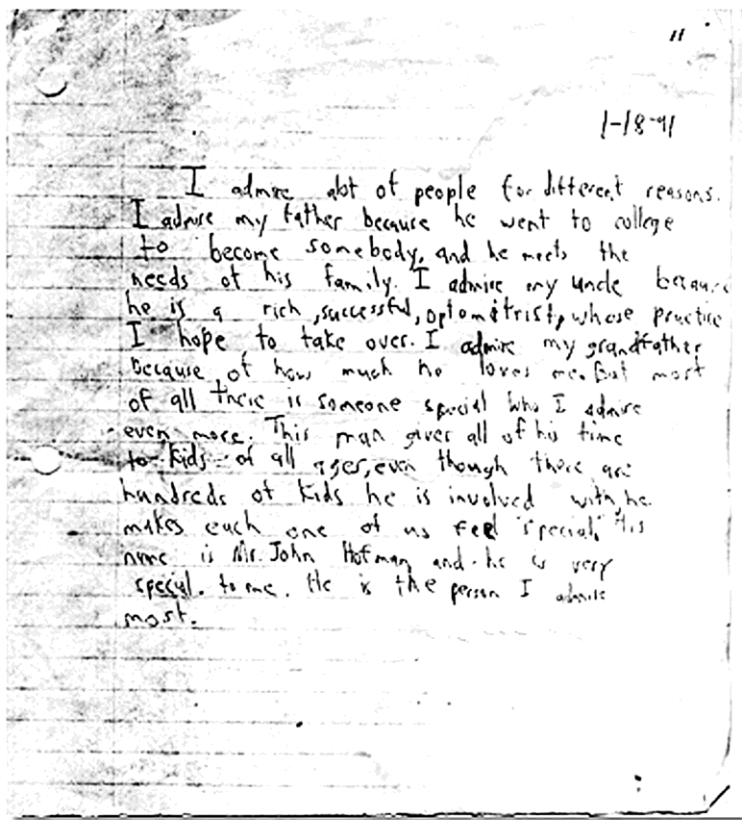 11
1-18-91
I admire alot of people for different reasons.
I admire my father because he went to college
to become somebody, and he meets the
needs of his family. I admire my uncle because
he is a rich, successful, optometrist, whose practice
I hope to take over. I admire my grandfather
because of how much he loves me. But most
of all there is someone special who I admire
even more. This man gives all of his time
to kids of all ages, even though there are
hundreds of kids he is involved with, he
makes each one of us feel "special." His
name is Mr. John Hofman and he is very
special. to me. He is the person I admire
most.